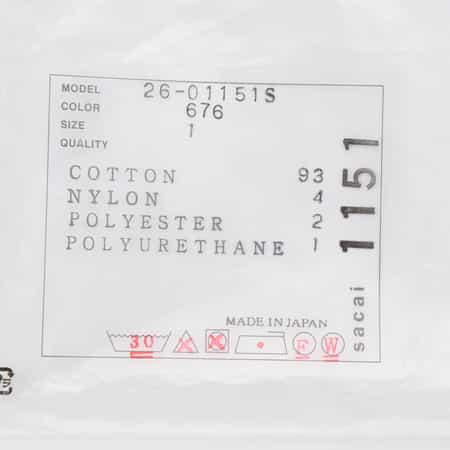 MODEL 26-01151S
COLOR 676
SIZE 1
QUALITY
COTTON 93
NYLON 4
POLYESTER 2
POLYURETHANE 1
1151
sacai
MADE IN JAPAN
30 F W